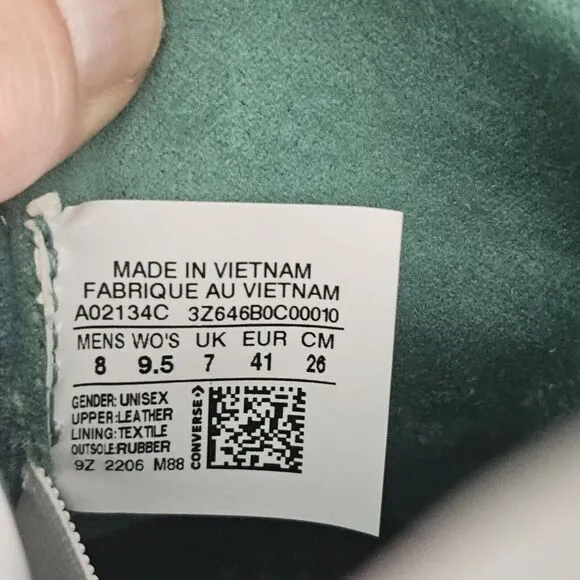 MADE IN VIETNAM
FABRIQUE AU VIETNAM
A02134C 3Z646B0C00010
MENS WO'S UK EUR CM
8 9.5 7 41 26
GENDER: UNISEX
UPPER:LEATHER
LINING:TEXTILE
OUTSOLE:RUBBER
9Z 2206 M88
CONVERSE